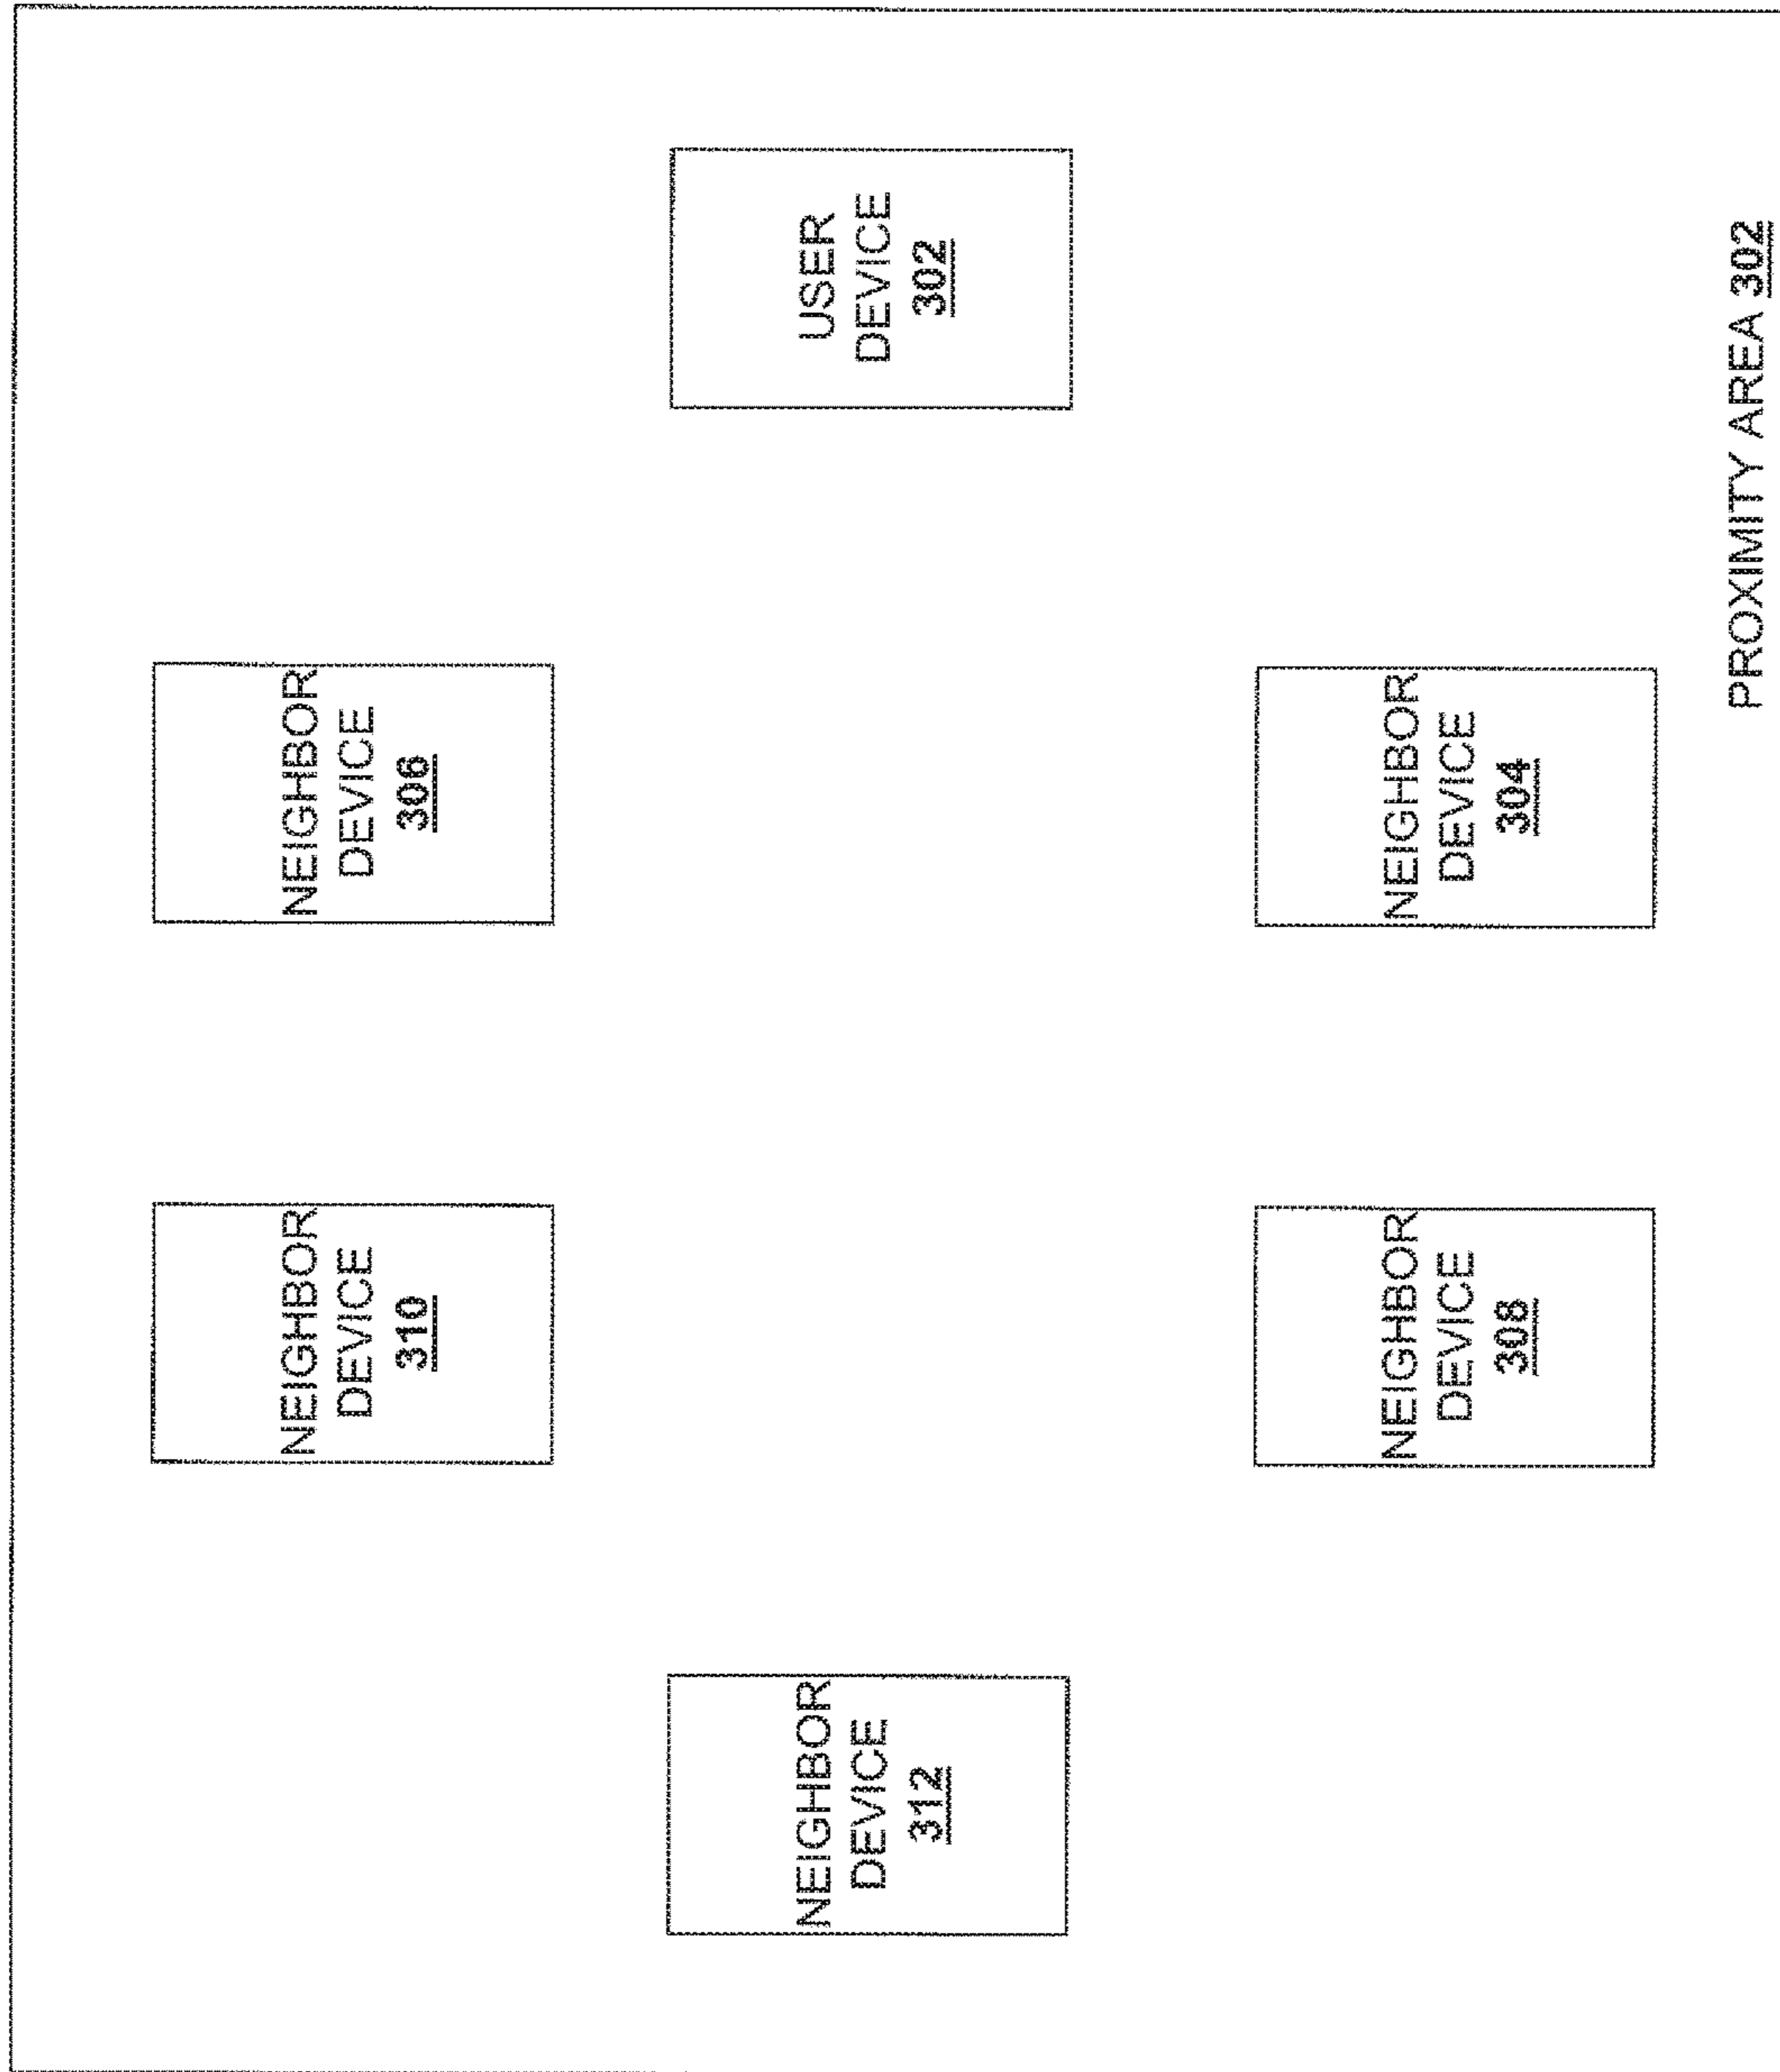 NEIGHBOR
DEVICE
310
NEIGHBOR
DEVICE
306
NEIGHBOR
DEVICE
312
USER
DEVICE
302
NEIGHBOR
DEVICE
308
NEIGHBOR
DEVICE
304
PROXIMITY AREA 302